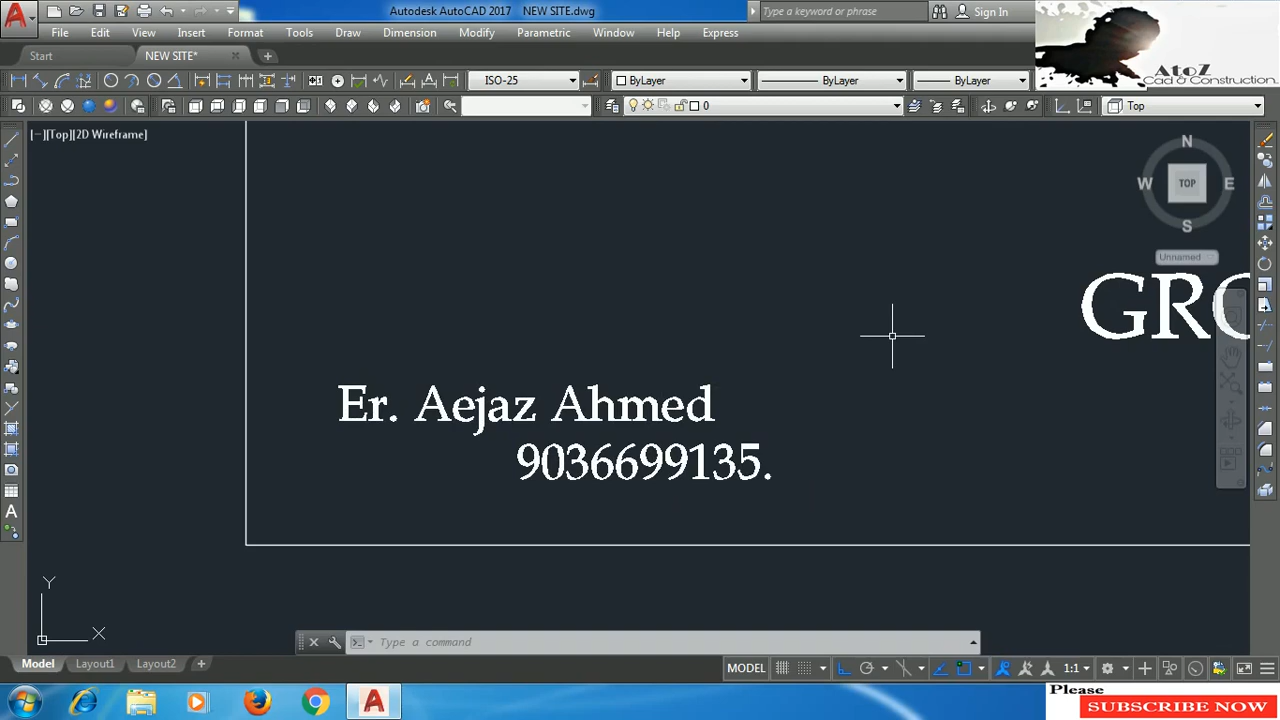 Autodesk AutoCAD 2017 NEW SITE.dwg
Type a keyword or phrase
Sign In
File Edit View Insert Format Tools Draw Dimension Modify Parametric Window Help Express
Start
NEW SITE*
AtoZ
Cad & Construction.
ISO-25
ByLayer
ByLayer
ByLayer
0
Top
[−][Top][2D Wireframe]
N
W
TOP
E
S
Unnamed
GRO
Er. Aejaz Ahmed
9036699135.
Y
X
Type a command
Model
Layout1
Layout2
MODEL
1:1
Please
SUBSCRIBE NOW